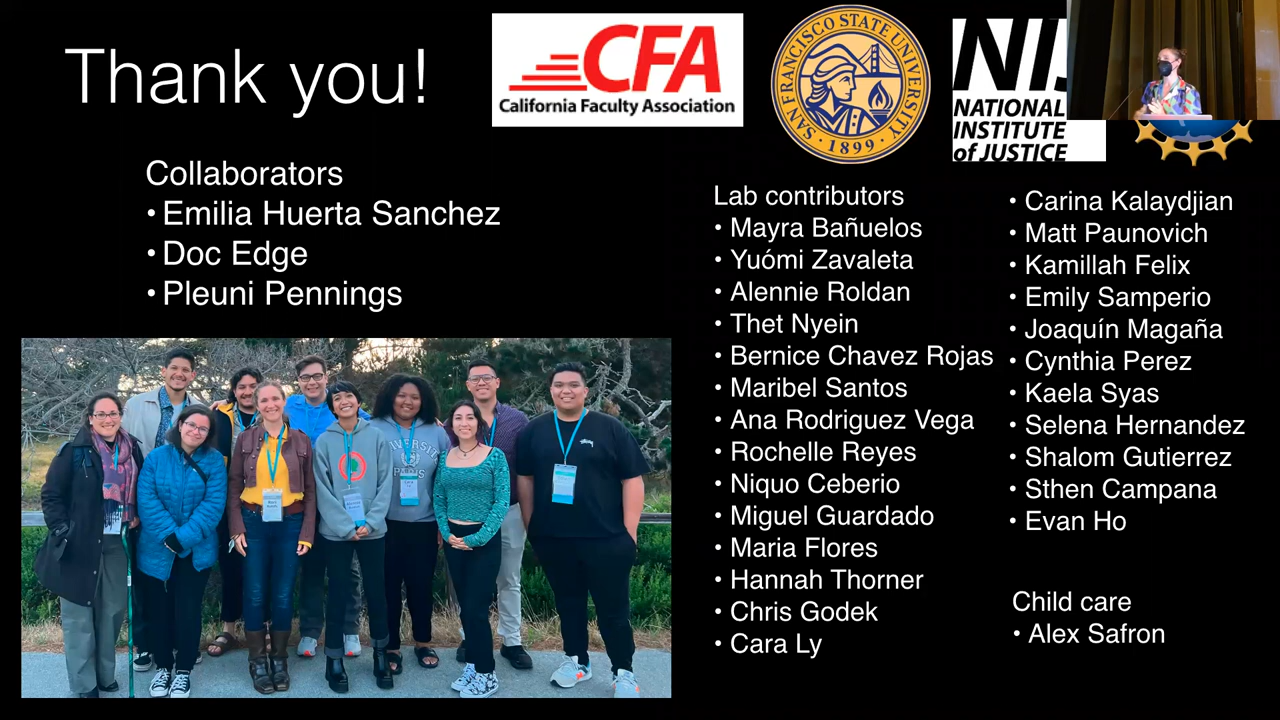 Thank you!
CFA
California Faculty Association
SAN FRANCISCO STATE UNIVERSITY
· 1899 ·
NIJ
NATIONAL
INSTITUTE
of JUSTICE
Collaborators
• Emilia Huerta Sanchez
• Doc Edge
• Pleuni Pennings
UNIVERSITY
PARIS
Lab contributors
• Mayra Bañuelos
• Yuómi Zavaleta
• Alennie Roldan
• Thet Nyein
• Bernice Chavez Rojas
• Maribel Santos
• Ana Rodriguez Vega
• Rochelle Reyes
• Niquo Ceberio
• Miguel Guardado
• Maria Flores
• Hannah Thorner
• Chris Godek
• Cara Ly
• Carina Kalaydjian
• Matt Paunovich
• Kamillah Felix
• Emily Samperio
• Joaquín Magaña
• Cynthia Perez
• Kaela Syas
• Selena Hernandez
• Shalom Gutierrez
• Sthen Campana
• Evan Ho
Child care
• Alex Safron